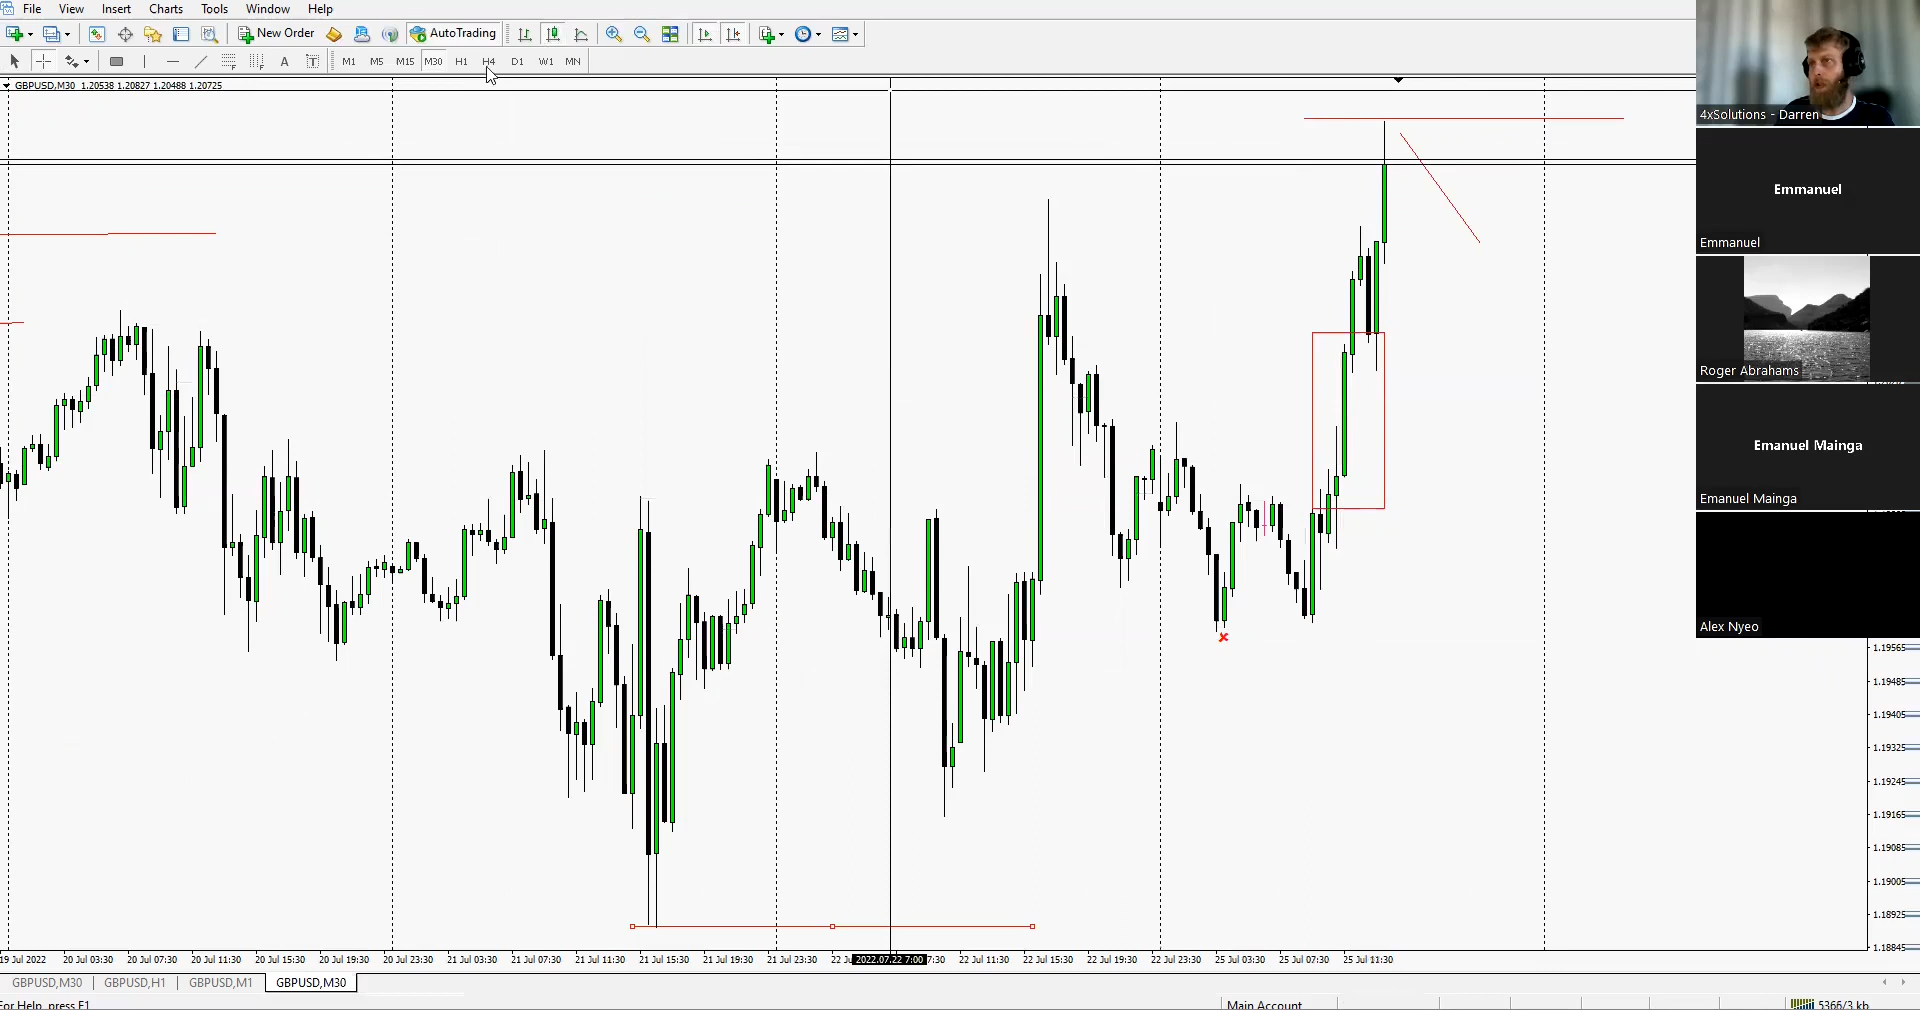 File View Insert Charts Tools Window Help
New Order AutoTrading
A T M1 M5 M15 M30 H1 H4 D1 W1 MN
GBPUSD,M30 1.20538 1.20827 1.20488 1.20725
4xSolutions - Darren
Emmanuel
Emmanuel
Roger Abrahams
Emanuel Mainga
Emanuel Mainga
Alex Nyeo
1.19565
1.19485
1.19405
1.19325
1.19245
1.19165
1.19085
1.19005
1.18925
1.18845
19 Jul 2022 20 Jul 03:30 20 Jul 07:30 20 Jul 11:30 20 Jul 15:30 20 Jul 19:30 20 Jul 23:30 21 Jul 03:30 21 Jul 07:30 21 Jul 11:30 21 Jul 15:30 21 Jul 19:30 21 Jul 23:30 22 Ju 2022.07.22 7:00 7:30 22 Jul 11:30 22 Jul 15:30 22 Jul 19:30 22 Jul 23:30 25 Jul 03:30 25 Jul 07:30 25 Jul 11:30
GBPUSD,M30 GBPUSD,H1 GBPUSD,M1 GBPUSD,M30
For Help, press F1 Main Account 5366/3 kb